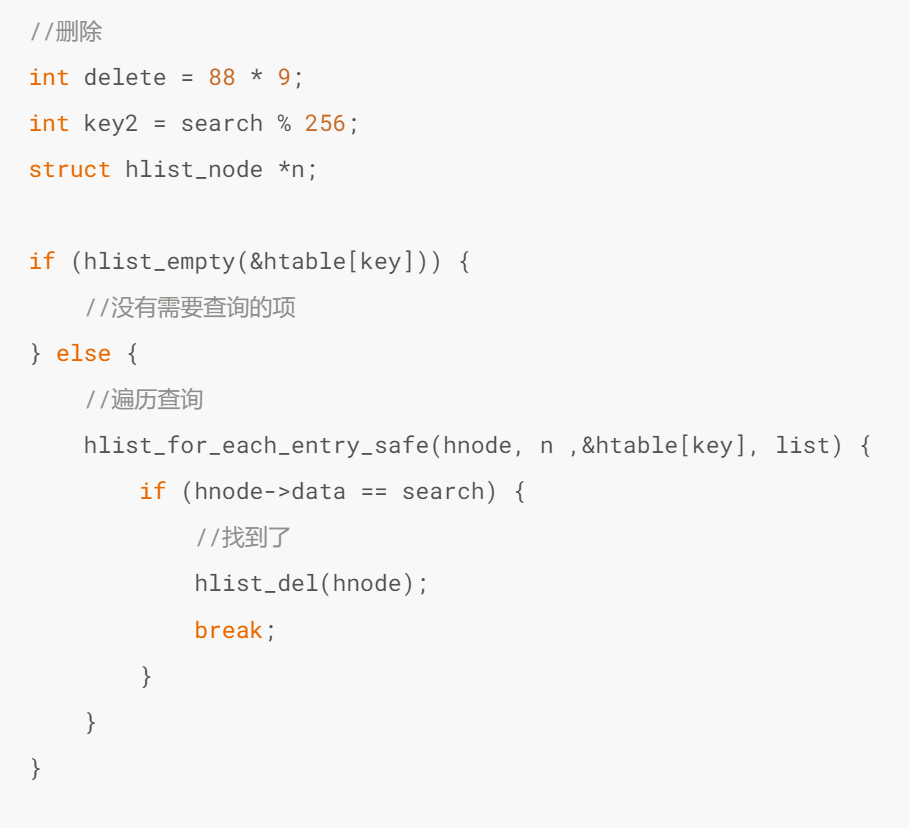 //删除
int delete = 88 * 9;
int key2 = search % 256;
struct hlist_node *n;

if (hlist_empty(&htable[key])) {
    //没有需要查询的项
} else {
    //遍历查询
    hlist_for_each_entry_safe(hnode, n ,&htable[key], list) {
        if (hnode->data == search) {
            //找到了
            hlist_del(hnode);
            break;
        }
    }
}